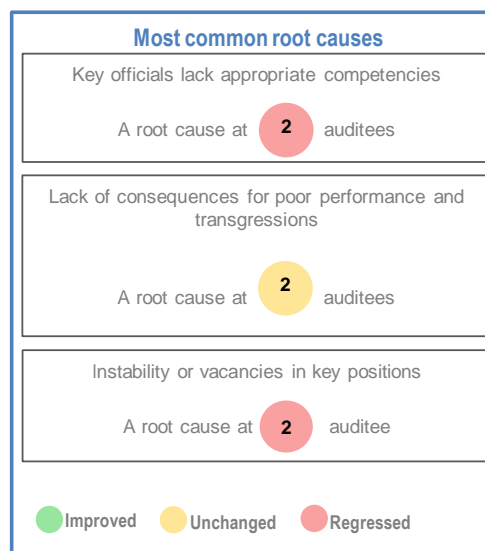 Most common root causes
Key officials lack appropriate competencies
A root cause at 2 auditees
Lack of consequences for poor performance and
transgressions
A root cause at 2 auditees
Instability or vacancies in key positions
A root cause at 2 auditee
Improved Unchanged Regressed